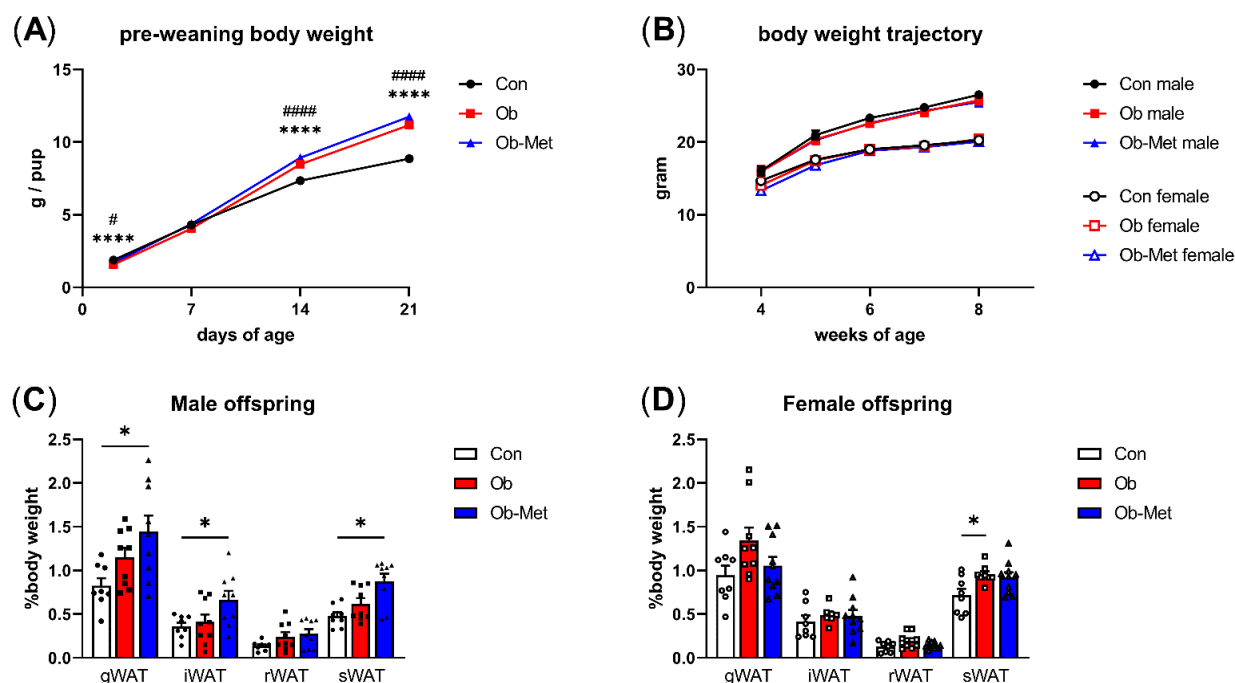 (A) pre-weaning body weight
15
10
5
0
g / pup
0 7 14 21
days of age
#
****
####
****
####
****
Con
Ob
Ob-Met
(B) body weight trajectory
30
20
10
0
gram
4 6 8
weeks of age
Con male
Ob male
Ob-Met male
Con female
Ob female
Ob-Met female
(C) Male offspring
2.5
2.0
1.5
1.0
0.5
0.0
%body weight
* * *
gWAT iWAT rWAT sWAT
Con
Ob
Ob-Met
(D) Female offspring
2.5
2.0
1.5
1.0
0.5
0.0
%body weight
*
gWAT iWAT rWAT sWAT
Con
Ob
Ob-Met